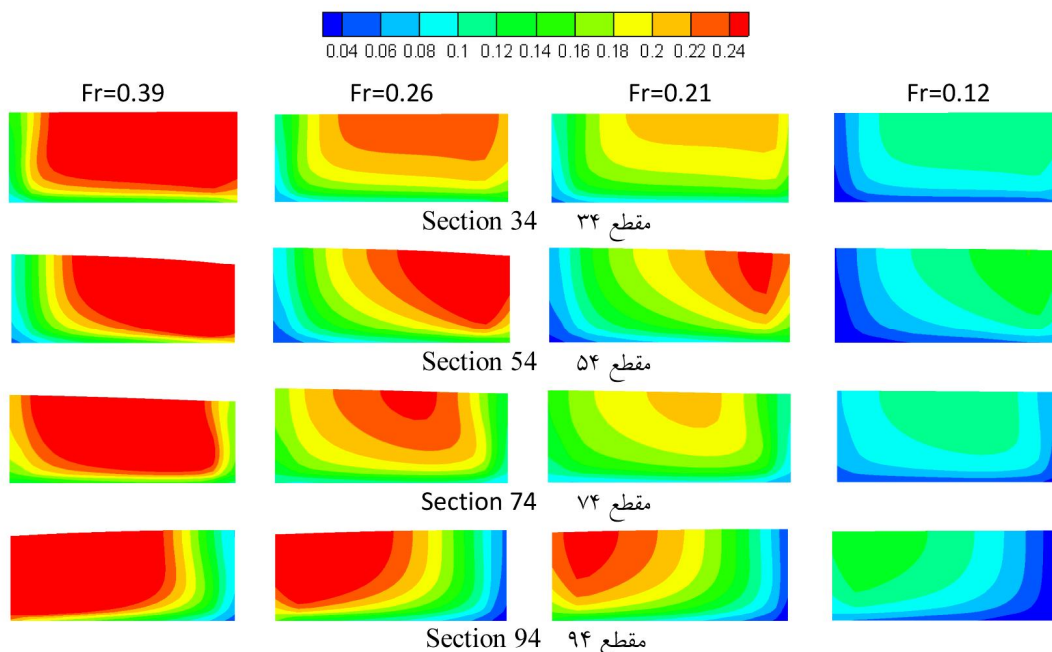 0.04 0.06 0.08 0.1 0.12 0.14 0.16 0.18 0.2 0.22 0.24
Fr=0.39 Fr=0.26 Fr=0.21 Fr=0.12
Section 34 مقطع ۳۴
Section 54 مقطع ۵۴
Section 74 مقطع ۷۴
Section 94 مقطع ۹۴